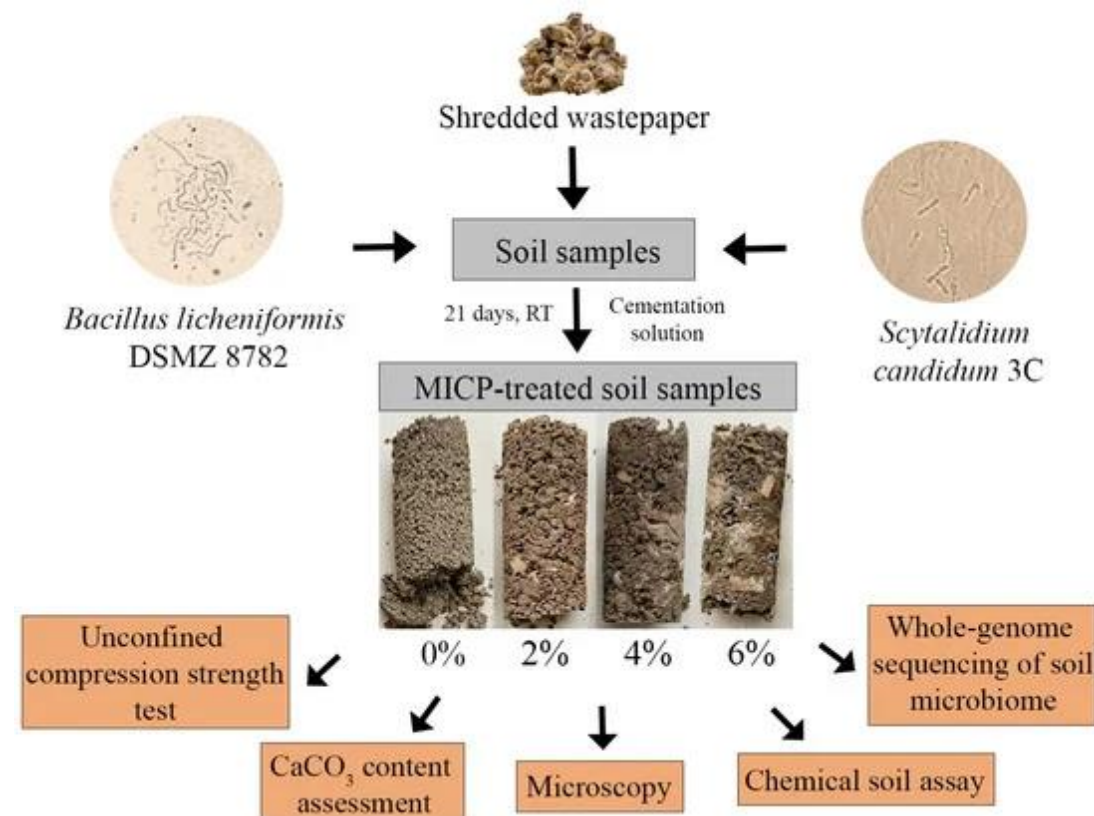 Shredded wastepaper
Soil samples
Bacillus licheniformis
DSMZ 8782
21 days, RT
Cementation
solution
Scytalidium
candidum 3C
MICP-treated soil samples
0%
2%
4%
6%
Unconfined
compression strength
test
Whole-genome
sequencing of soil
microbiome
CaCO₃ content
assessment
Microscopy
Chemical soil assay